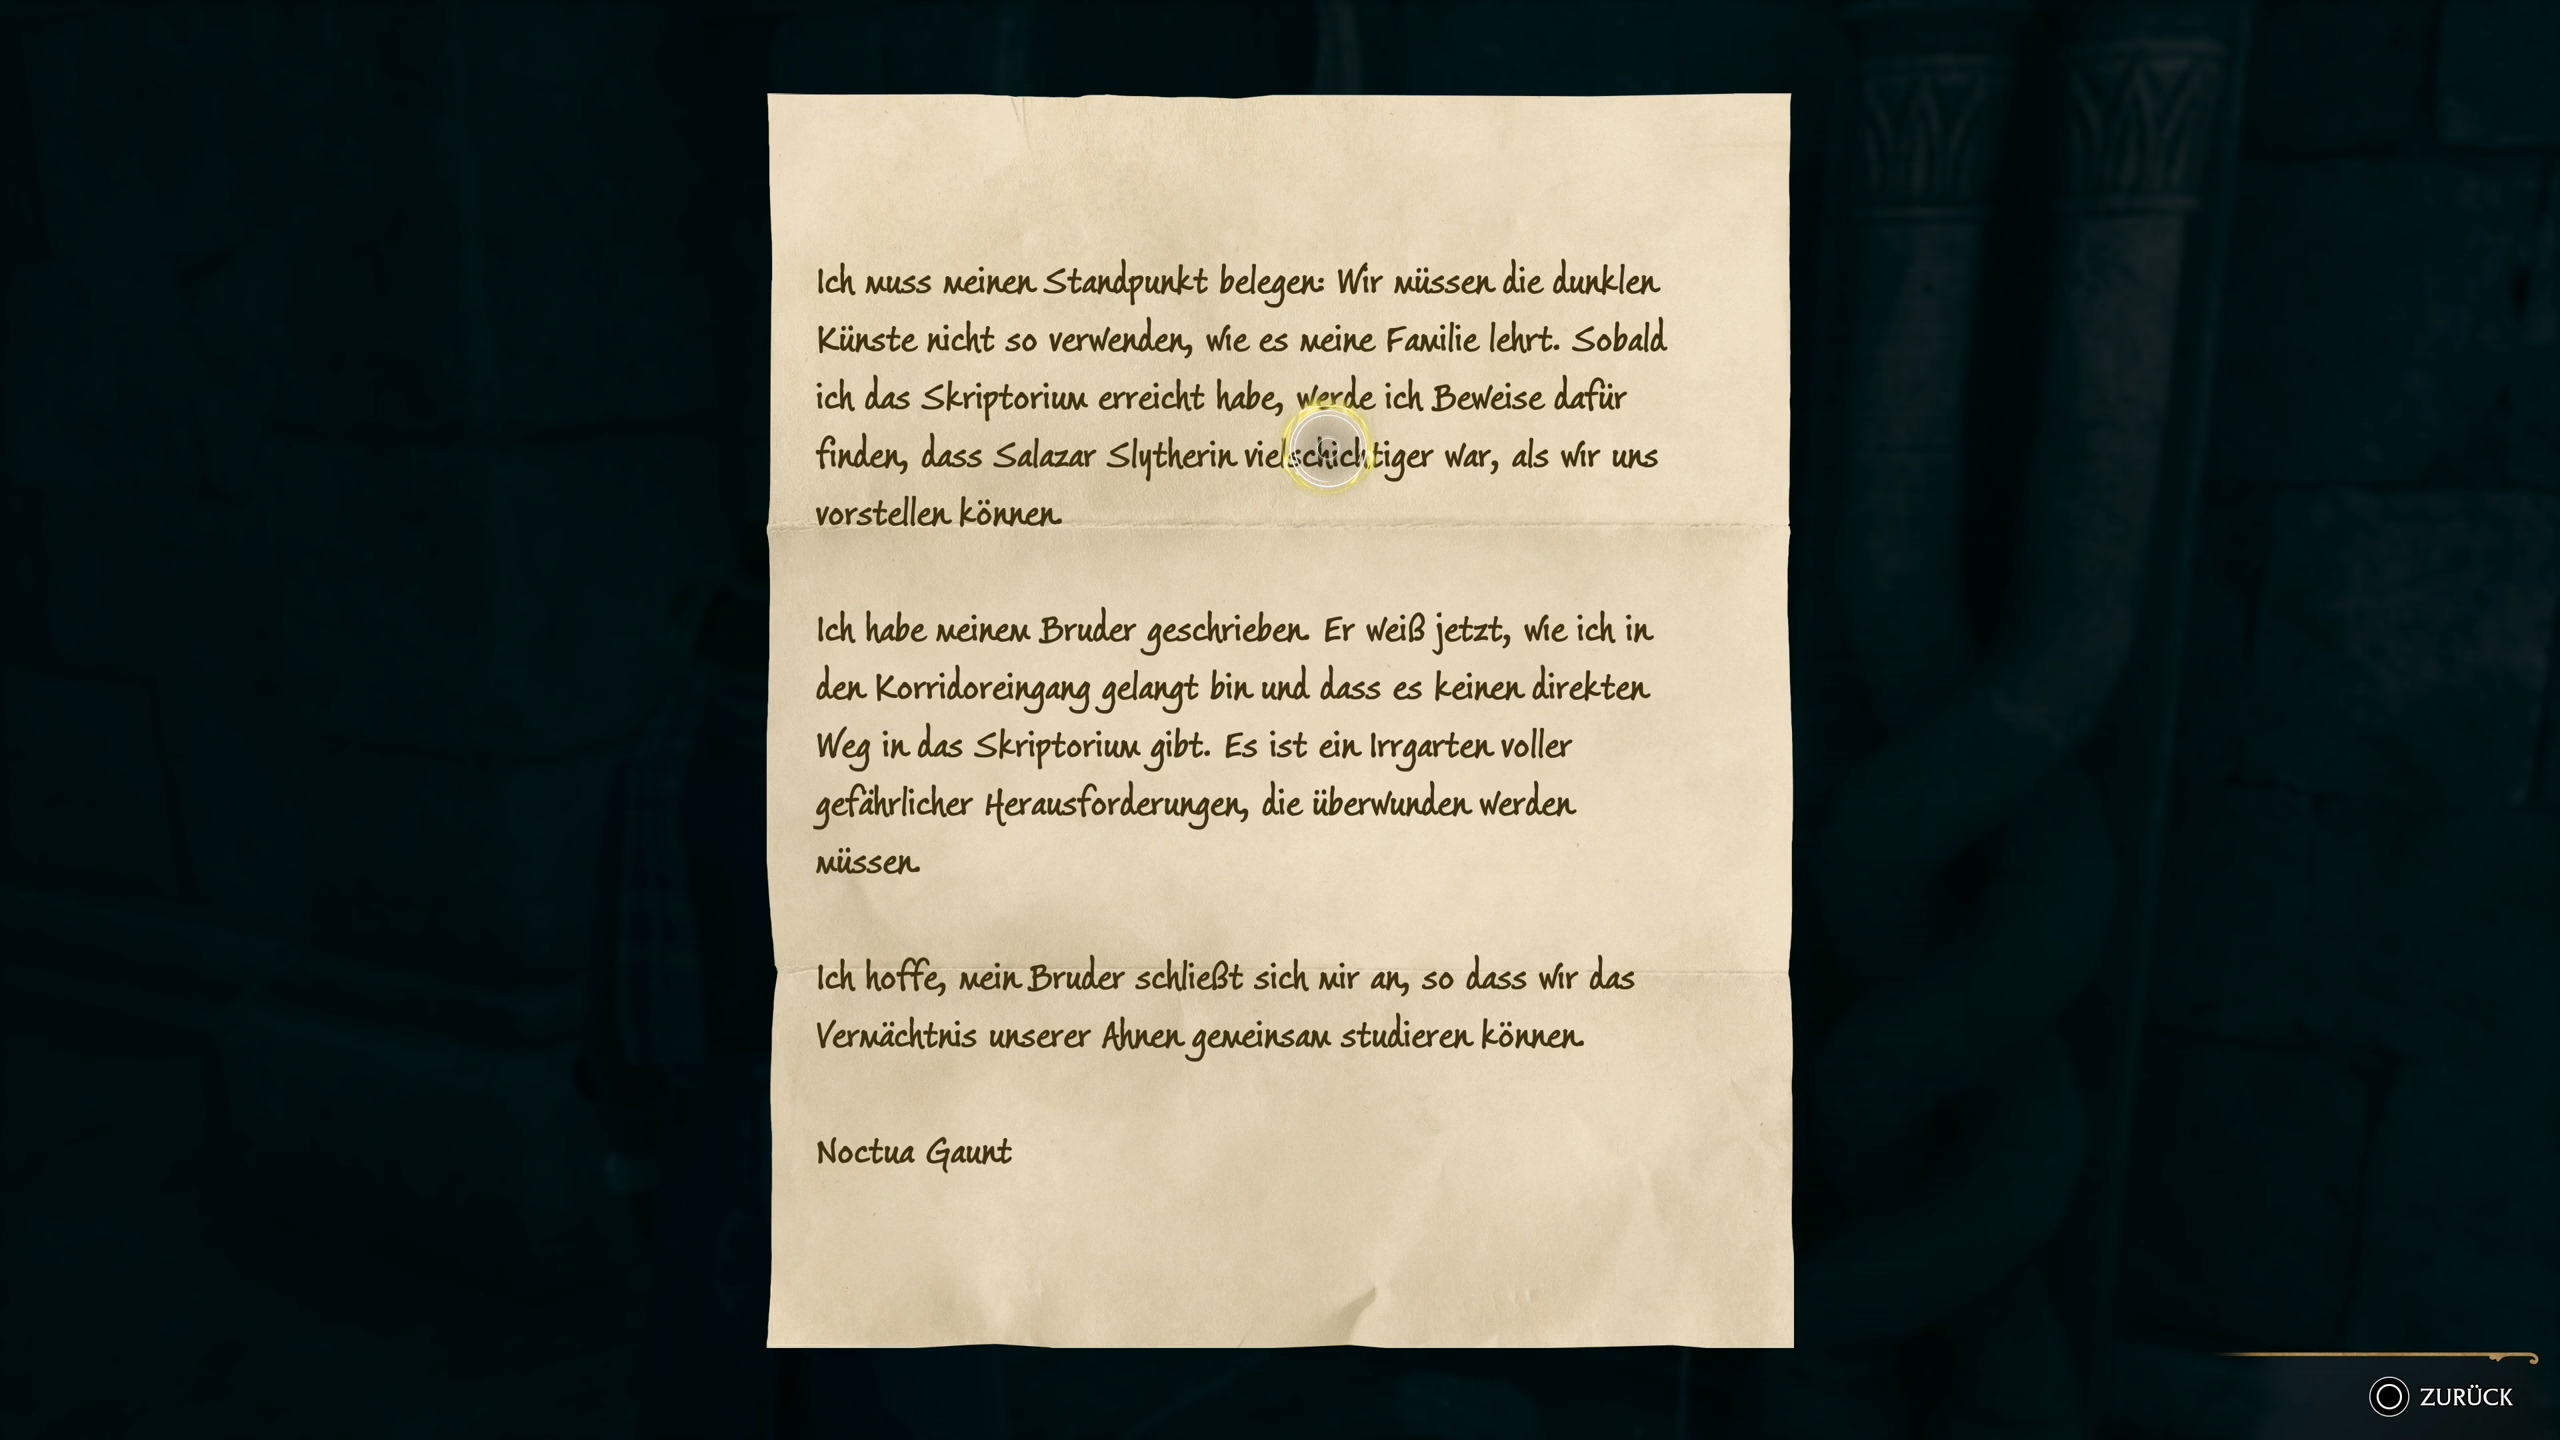 Ich muss meinen Standpunkt belegen: Wir müssen die dunklen
Künste nicht so verwenden, wie es meine Familie lehrt. Sobald
ich das Skriptorium erreicht habe, werde ich Beweise dafür
finden, dass Salazar Slytherin vielschichtiger war, als wir uns
vorstellen können.
Ich habe meinem Bruder geschrieben. Er weiß jetzt, wie ich in
den Korridoreingang gelangt bin und dass es keinen direkten
Weg in das Skriptorium gibt. Es ist ein Irrgarten voller
gefährlicher Herausforderungen, die überwunden werden
müssen.
Ich hoffe, mein Bruder schließt sich mir an, so dass wir das
Vermächtnis unserer Ahnen gemeinsam studieren können.
Noctua Gaunt
ZURÜCK